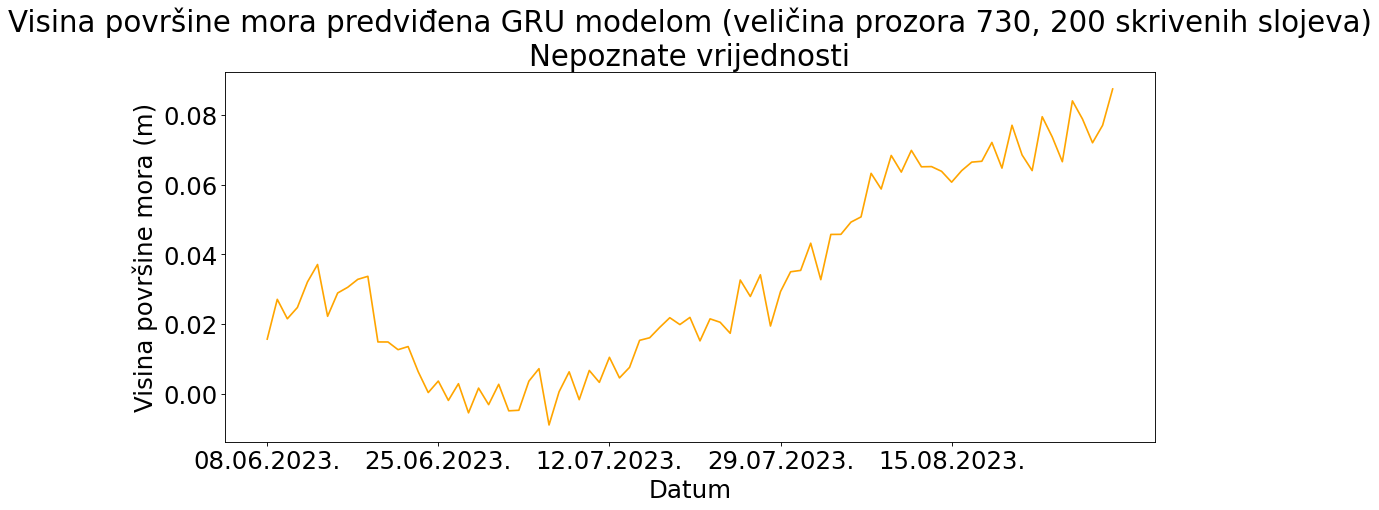 Visina površine mora predviđena GRU modelom (veličina prozora 730, 200 skrivenih slojeva)
Nepoznate vrijednosti
Visina površine mora (m)
0.08
0.06
0.04
0.02
0.00
08.06.2023. 25.06.2023. 12.07.2023. 29.07.2023. 15.08.2023.
Datum